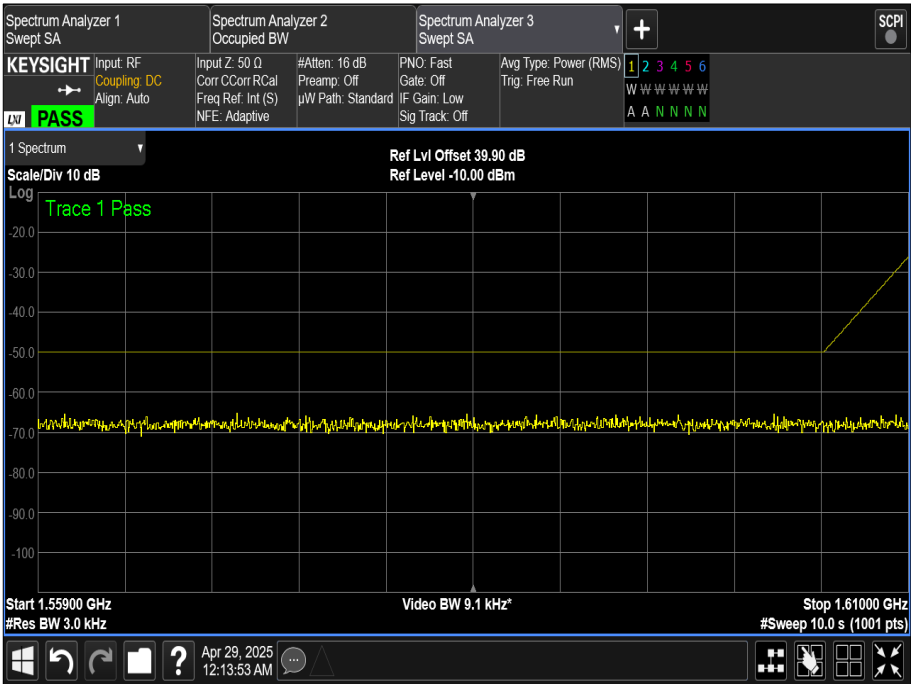 Spectrum Analyzer 1
Swept SA
Spectrum Analyzer 2
Occupied BW
Spectrum Analyzer 3
Swept SA
SCPI
KEYSIGHT
Input: RF
Coupling: DC
Align: Auto
Input Z: 50 Ω
Corr CCorr RCal
Freq Ref: Int (S)
NFE: Adaptive
#Atten: 16 dB
Preamp: Off
µW Path: Standard
PNO: Fast
Gate: Off
IF Gain: Low
Sig Track: Off
Avg Type: Power (RMS)
Trig: Free Run
1 2 3 4 5 6
W W W W W W
A A N N N N
LXI
PASS
1 Spectrum
Scale/Div 10 dB
Ref Lvl Offset 39.90 dB
Ref Level -10.00 dBm
Log
Trace 1 Pass
-20.0
-30.0
-40.0
-50.0
-60.0
-70.0
-80.0
-90.0
-100
Start 1.55900 GHz
#Res BW 3.0 kHz
Video BW 9.1 kHz*
Stop 1.61000 GHz
#Sweep 10.0 s (1001 pts)
?
Apr 29, 2025
12:13:53 AM